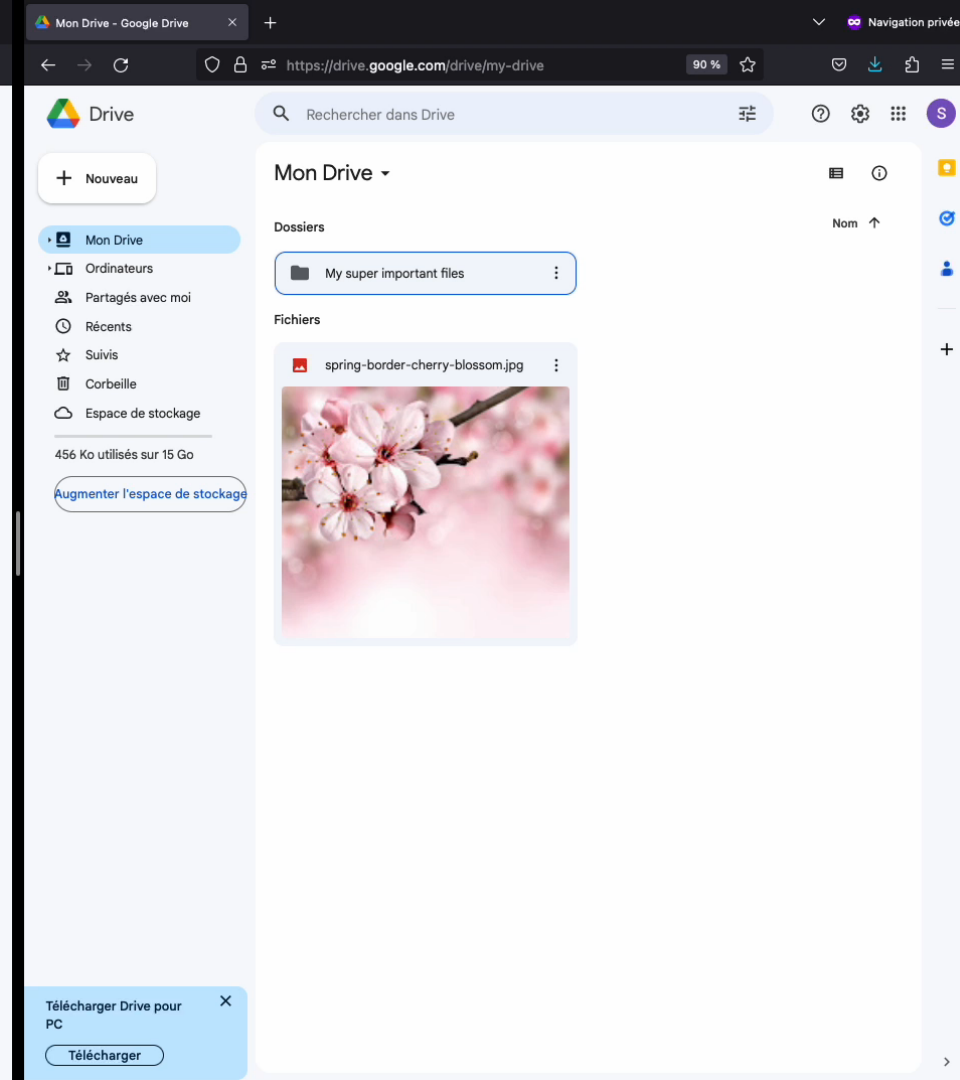 Mon Drive - Google Drive
Navigation privée
https://drive.google.com/drive/my-drive
90 %
Drive
Rechercher dans Drive
S
Nouveau
Mon Drive
Ordinateurs
Partagés avec moi
Récents
Suivis
Corbeille
Espace de stockage
456 Ko utilisés sur 15 Go
Augmenter l'espace de stockage
Mon Drive
Dossiers
Nom
My super important files
Fichiers
spring-border-cherry-blossom.jpg
Télécharger Drive pour
PC
Télécharger